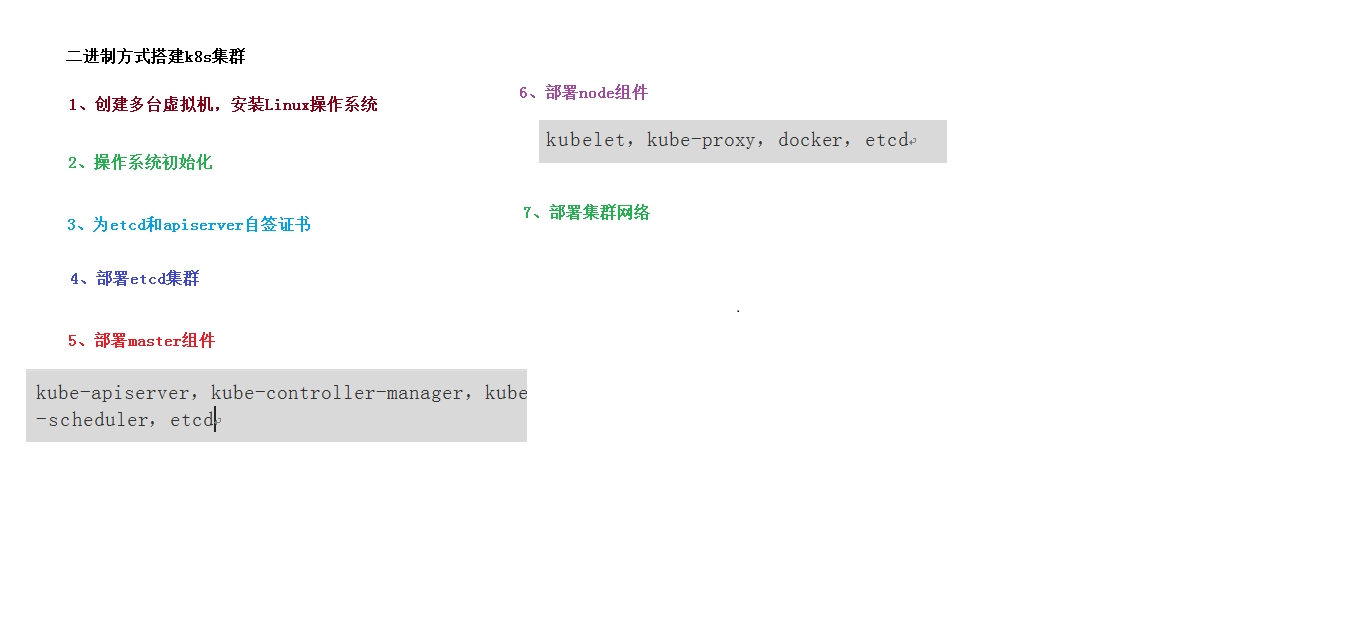 二进制方式搭建k8s集群
1、创建多台虚拟机，安装Linux操作系统
2、操作系统初始化
3、为etcd和apiserver自签证书
4、部署etcd集群
5、部署master组件
kube-apiserver，kube-controller-manager，kube
-scheduler，etcd
6、部署node组件
kubelet，kube-proxy，docker，etcd
7、部署集群网络